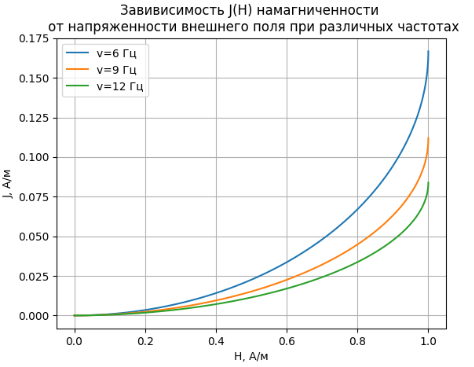 Завивисимость J(H) намагниченности
от напряженности внешнего поля при различных частотах
v=6 Гц
v=9 Гц
v=12 Гц
J, А/м
0.175
0.150
0.125
0.100
0.075
0.050
0.025
0.000
0.0 0.2 0.4 0.6 0.8 1.0
H, А/м